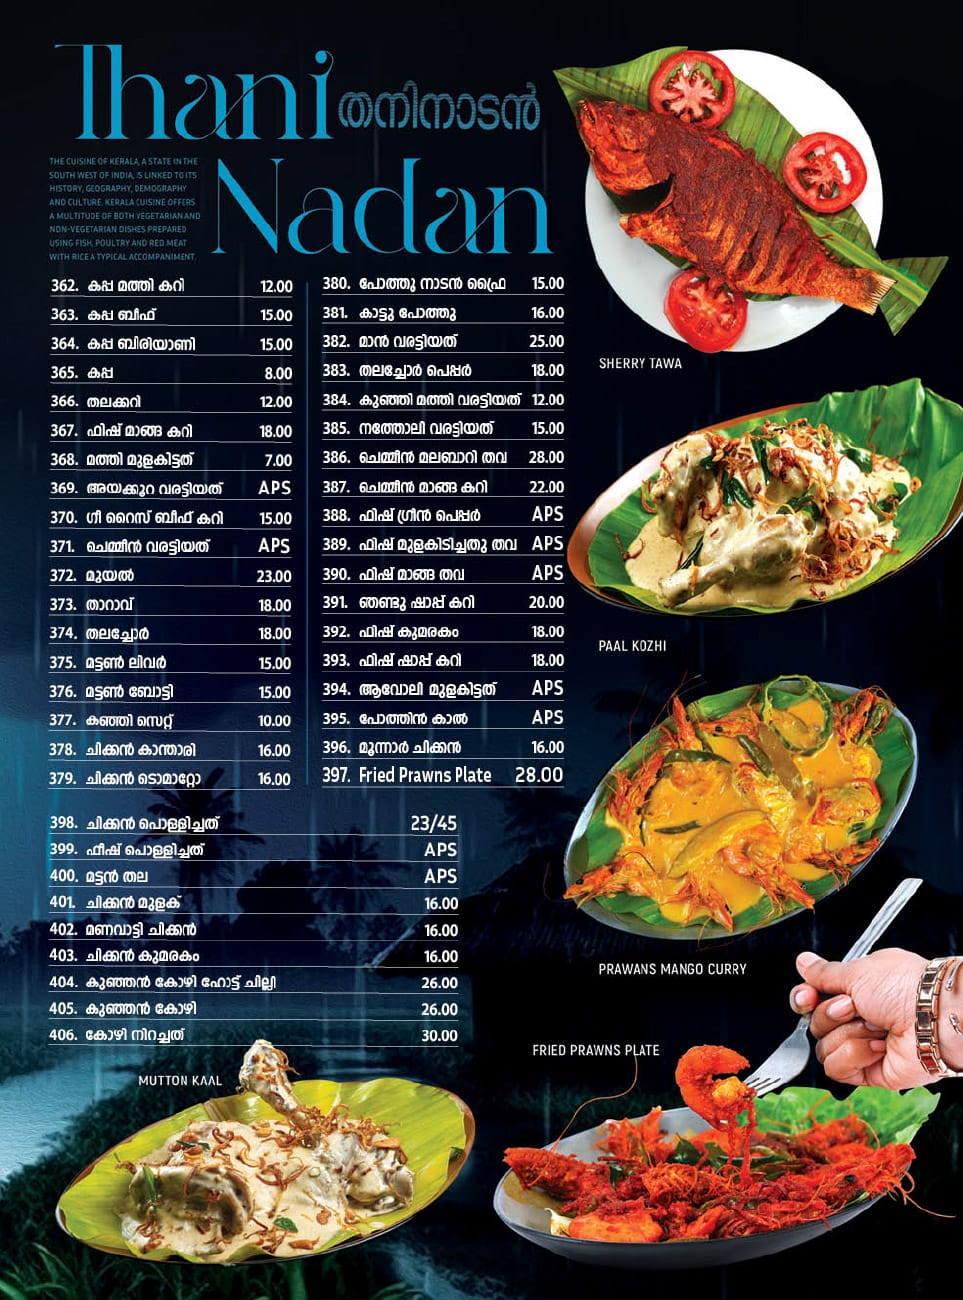 Thani തനിനാടൻ
Nadan
THE CUISINE OF KERALA, A STATE IN THE
SOUTH WEST OF INDIA, IS LINKED TO ITS
HISTORY, GEOGRAPHY, DEMOGRAPHY
AND CULTURE. KERALA CUISINE OFFERS
A MULTITUDE OF BOTH VEGETARIAN AND
NON-VEGETARIAN DISHES PREPARED
USING FISH, POULTRY AND RED MEAT
WITH RICE A TYPICAL ACCOMPANIMENT.
362. കപ്പ മത്തി കറി 12.00
363. കപ്പ ബീഫ് 15.00
364. കപ്പ ബിരിയാണി 15.00
365. കപ്പ 8.00
366. തലക്കറി 12.00
367. ഫിഷ് മാങ്ങ കറി 18.00
368. മത്തി മുളകിട്ടത് 7.00
369. അയക്കൂറ വരട്ടിയത് APS
370. ഗീ റൈസ് ബീഫ് കറി 15.00
371. ചെമ്മീൻ വരട്ടിയത് APS
372. മുയൽ 23.00
373. താറാവ് 18.00
374. തലച്ചോർ 18.00
375. മട്ടൺ ലിവർ 15.00
376. മട്ടൺ ബോട്ടി 15.00
377. കഞ്ഞി സെറ്റ് 10.00
378. ചിക്കൻ കാന്താരി 16.00
379. ചിക്കൻ ടൊമാറ്റോ 16.00
380. പോത്തു നാടൻ ഫ്രൈ 15.00
381. കാട്ടു പോത്തു 16.00
382. മാൻ വരട്ടിയത് 25.00
383. തലച്ചോർ പെപ്പർ 18.00
384. കുഞ്ഞി മത്തി വരട്ടിയത് 12.00
385. നത്തോലി വരട്ടിയത് 15.00
386. ചെമ്മീൻ മലബാറി തവ 28.00
387. ചെമ്മീൻ മാങ്ങ കറി 22.00
388. ഫിഷ് ഗ്രീൻ പെപ്പർ APS
389. ഫിഷ് മുളകിടിച്ചതു തവ APS
390. ഫിഷ് മാങ്ങ തവ APS
391. ഞണ്ടു ഷാപ്പ് കറി 20.00
392. ഫിഷ് കുമരകം 18.00
393. ഫിഷ് ഷാപ്പ് കറി 18.00
394. ആവോലി മുളകിട്ടത് APS
395. പോത്തിൻ കാൽ APS
396. മൂന്നാർ ചിക്കൻ 16.00
397. Fried Prawns Plate 28.00
398. ചിക്കൻ പൊള്ളിച്ചത് 23/45
399. ഫീഷ് പൊള്ളിച്ചത് APS
400. മട്ടൻ തല APS
401. ചിക്കൻ മുളക് 16.00
402. മണവാട്ടി ചിക്കൻ 16.00
403. ചിക്കൻ കുമരകം 16.00
404. കുഞ്ഞൻ കോഴി ഹോട്ട് ചില്ലി 26.00
405. കുഞ്ഞൻ കോഴി 26.00
406. കോഴി നിറച്ചത് 30.00
SHERRY TAWA
PAAL KOZHI
PRAWANS MANGO CURRY
FRIED PRAWNS PLATE
MUTTON KAAL